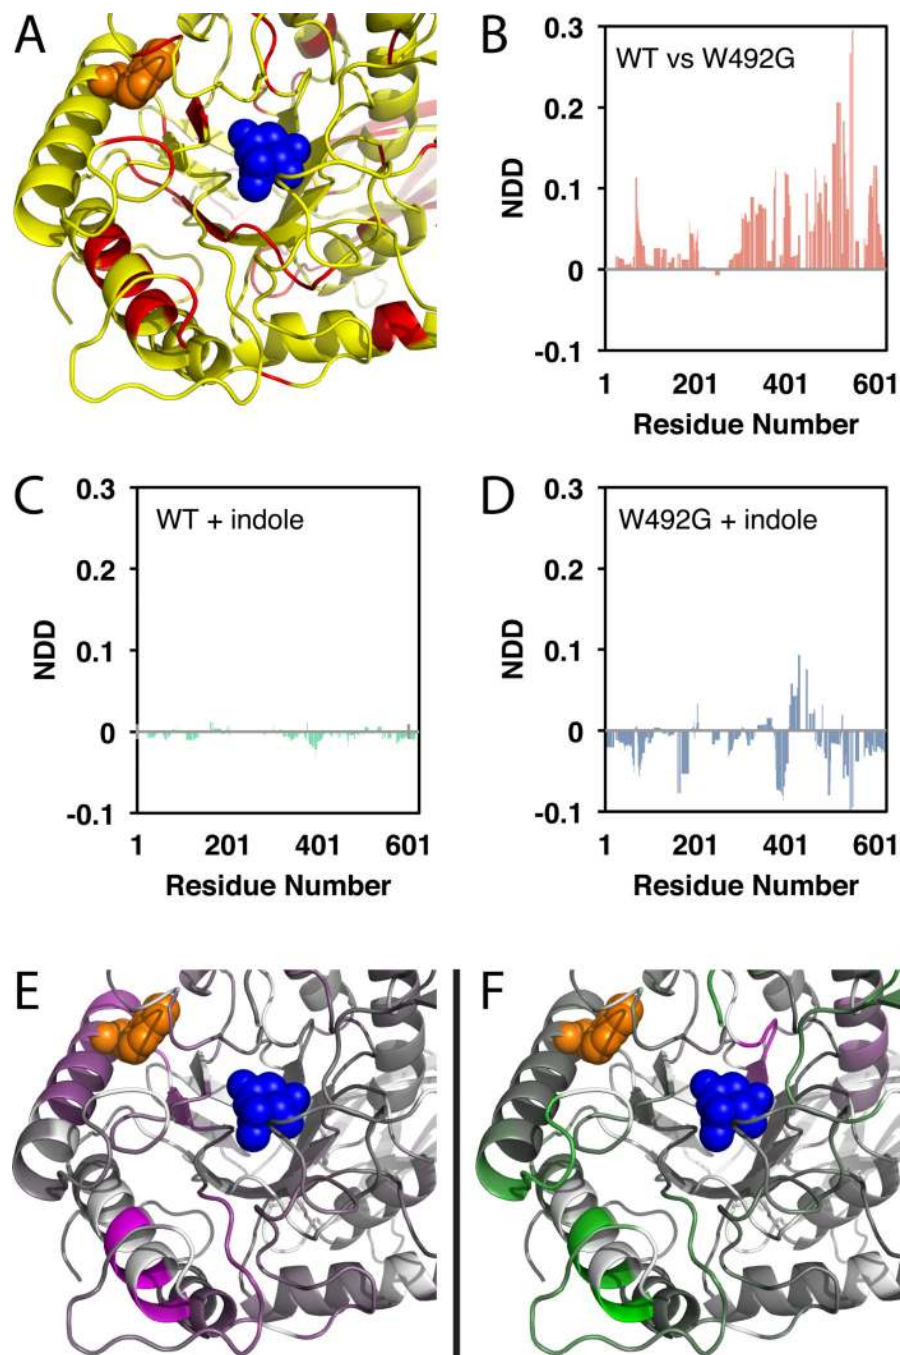 A
B
WT vs W492G
0.3
0.2
0.1
0
-0.1
NDD
1 201 401 601
Residue Number
C
WT + indole
0.3
0.2
0.1
0
-0.1
NDD
1 201 401 601
Residue Number
D
W492G + indole
0.3
0.2
0.1
0
-0.1
NDD
1 201 401 601
Residue Number
E
F